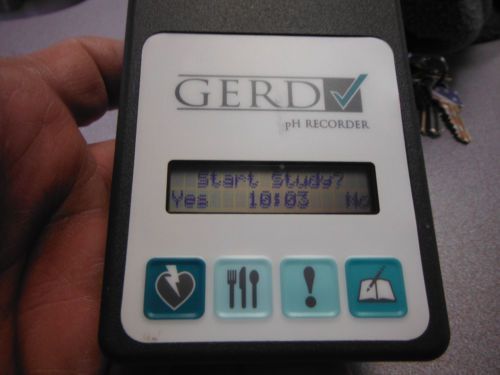 GERD
pH RECORDER
Start Study?
Yes 10:03 No